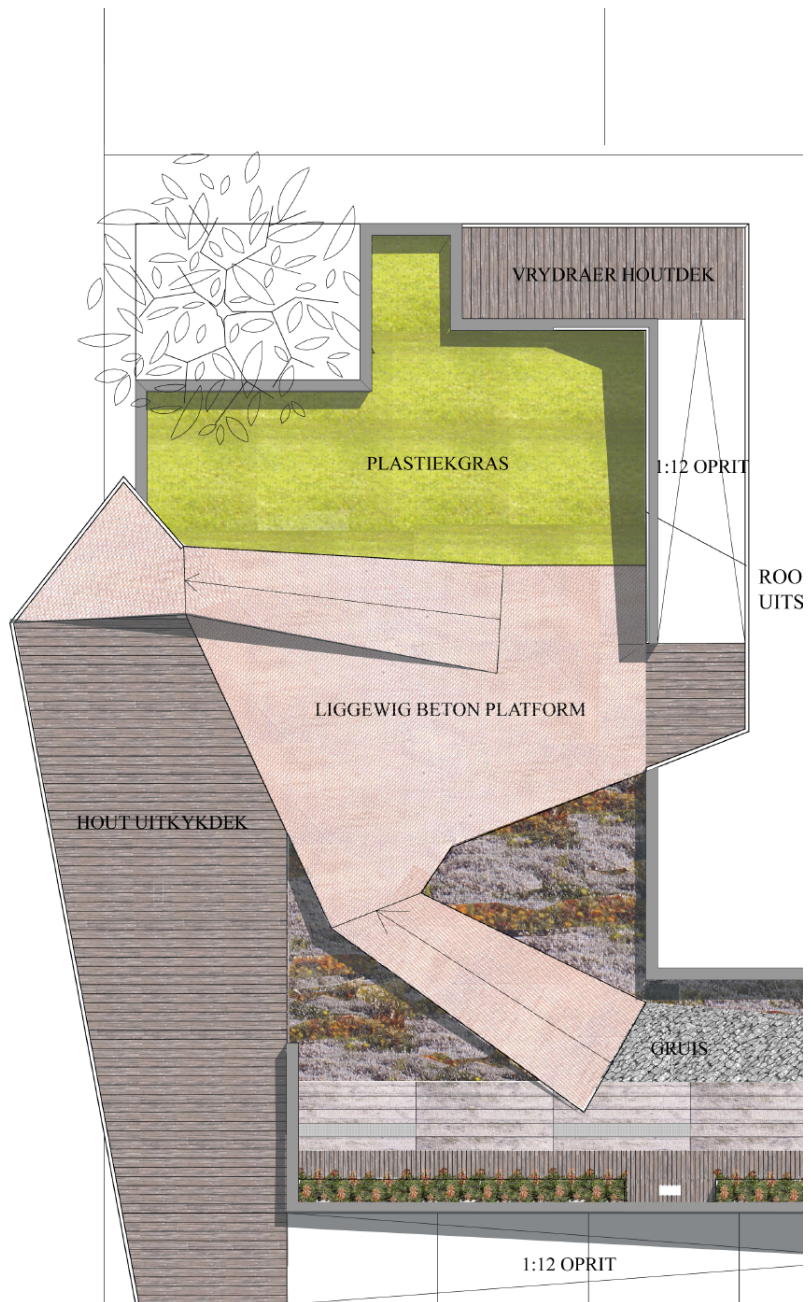 VRYDRAER HOUTDEK
PLASTIEKGRAS
1:12 OPRIT
ROO
UITS
LIGGEWIG BETON PLATFORM
HOUT UITKYKDEK
GRUIS
1:12 OPRIT